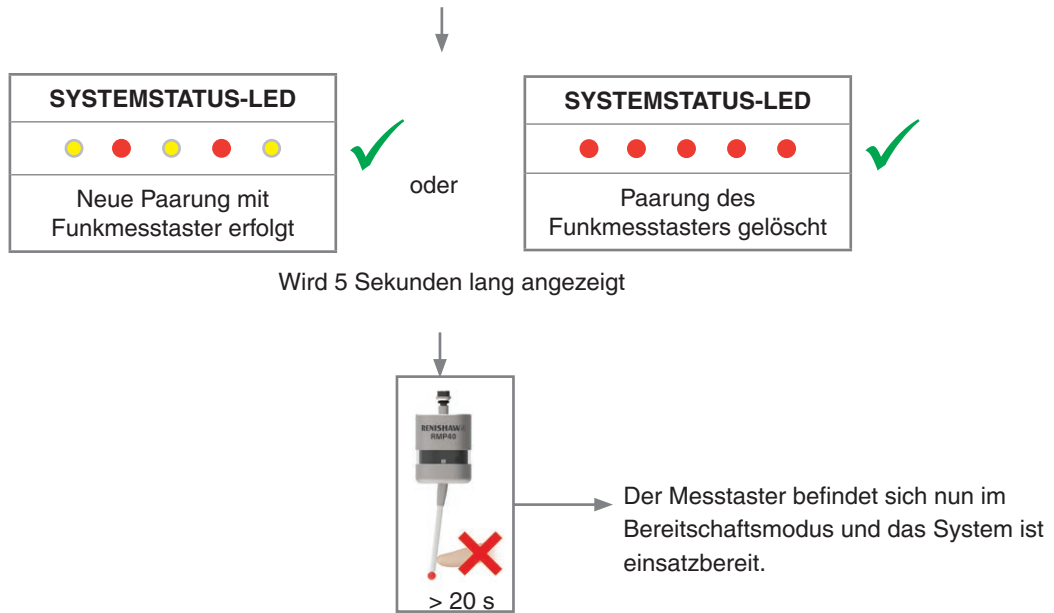 SYSTEMSTATUS-LED
Neue Paarung mit
Funkmesstaster erfolgt
oder
SYSTEMSTATUS-LED
Paarung des
Funkmesstasters gelöscht
Wird 5 Sekunden lang angezeigt
RENISHAW
RMP40
> 20 s
Der Messtaster befindet sich nun im
Bereitschaftsmodus und das System ist
einsatzbereit.